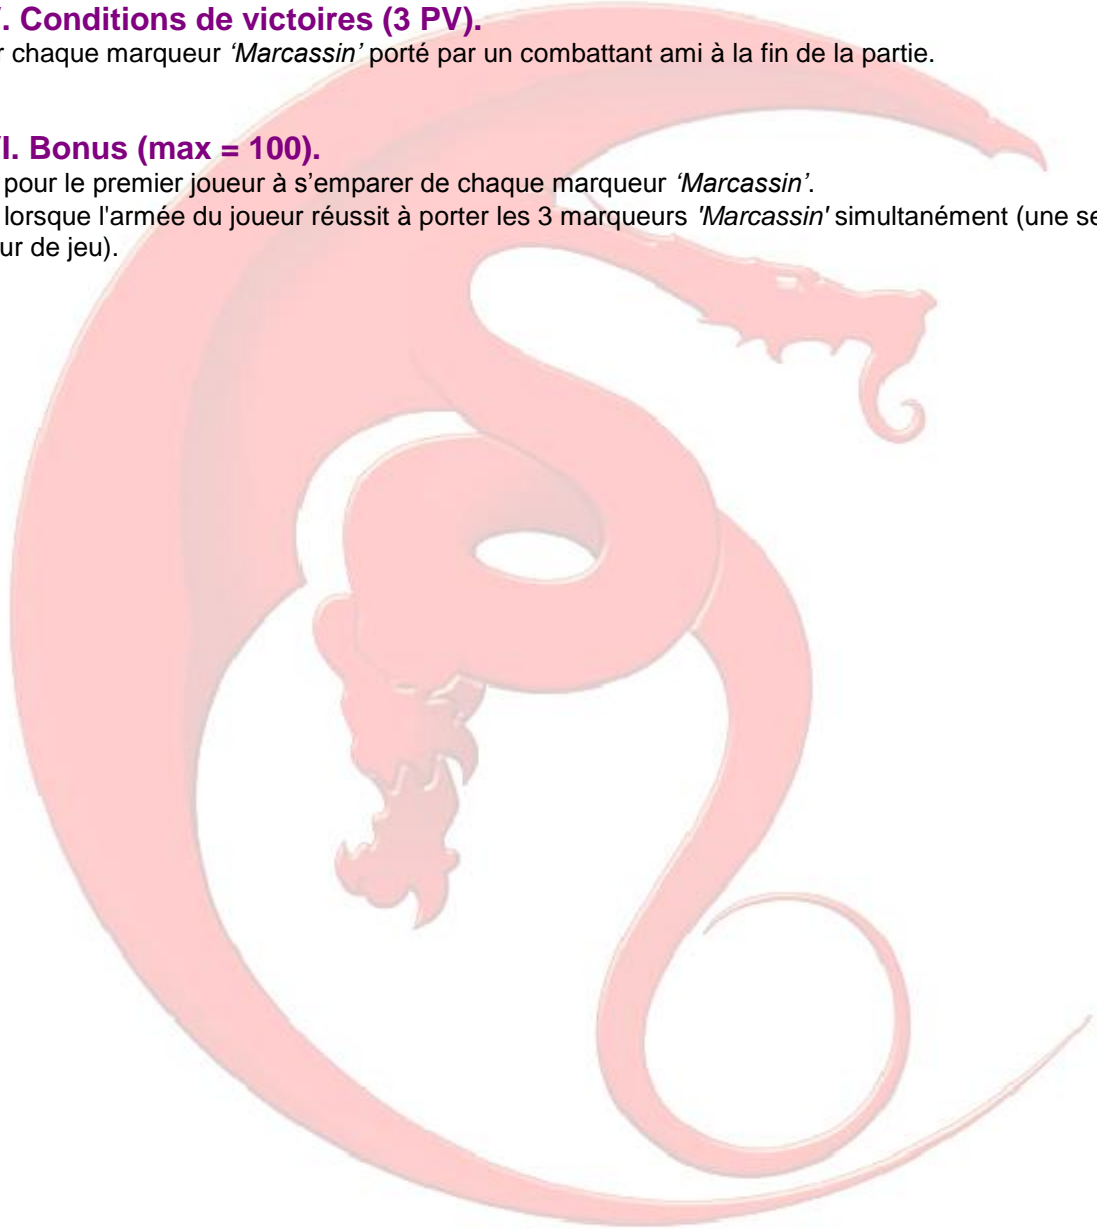 . Conditions de victoires (3 PV).
chaque marqueur ‘Marcassin’ porté par un combattant ami à la fin de la partie.
I. Bonus (max = 100).
pour le premier joueur à s’emparer de chaque marqueur ‘Marcassin’.
lorsque l'armée du joueur réussit à porter les 3 marqueurs 'Marcassin' simultanément (une
de jeu).